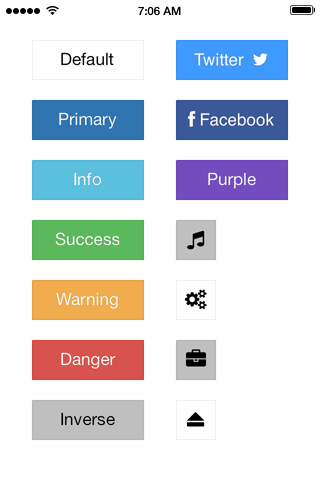 7:06 AM
Default
Twitter
Primary
Facebook
Info
Purple
Success
Warning
Danger
Inverse